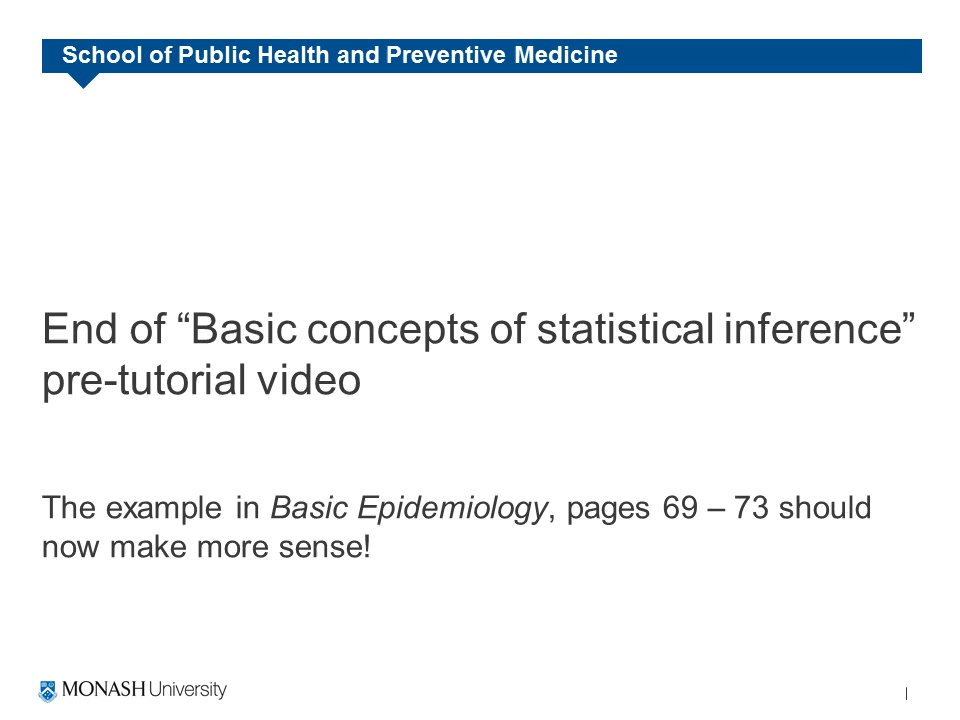 School of Public Health and Preventive Medicine
End of “Basic concepts of statistical inference”
pre-tutorial video
The example in Basic Epidemiology, pages 69 – 73 should
now make more sense!
MONASH University
|